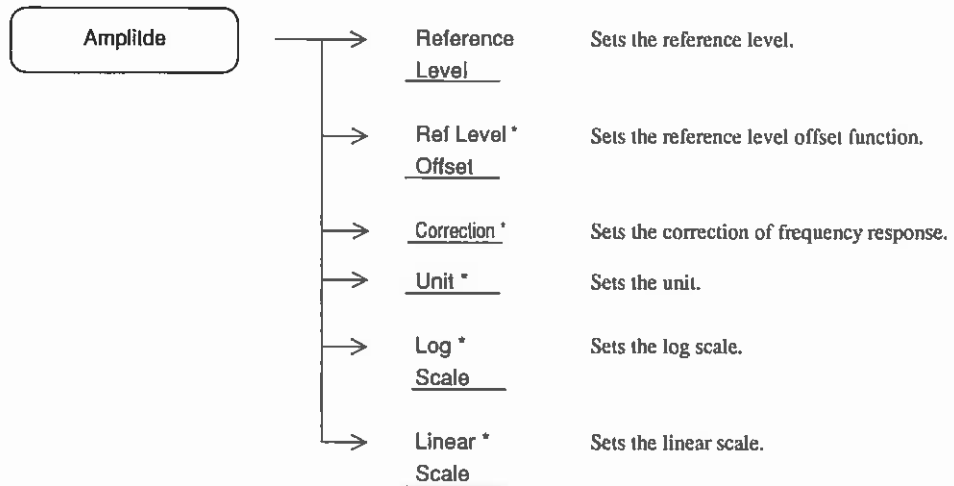 Amplitde
Reference Sets the reference level.
Level
Ref Level * Sets the reference level offset function.
Offset
Correction * Sets the correction of frequency response.
Unit * Sets the unit.
Log * Sets the log scale.
Scale
Linear * Sets the linear scale.
Scale